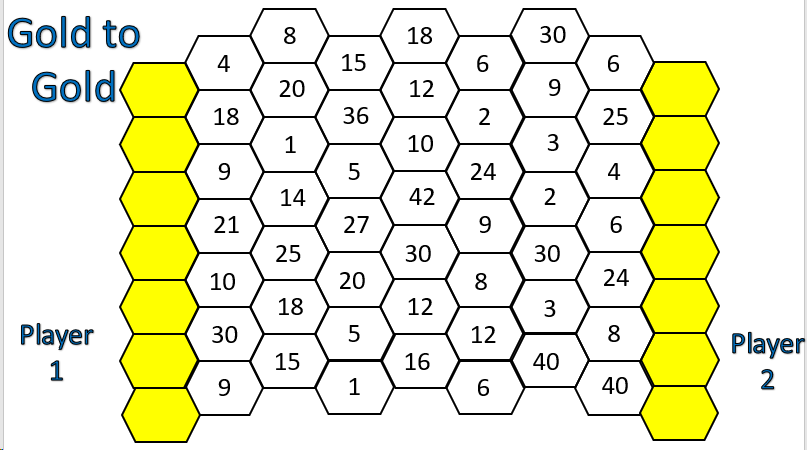 Gold to
Gold
8 18 30
4 15 6 6
20 12 9
18 36 2 25
1 10 3
9 5 24 4
14 42 2
21 27 9 6
25 30 30
10 20 8 24
18 12 3
30 5 12 8
15 16 40
9 1 6 40
Player
1
Player
2